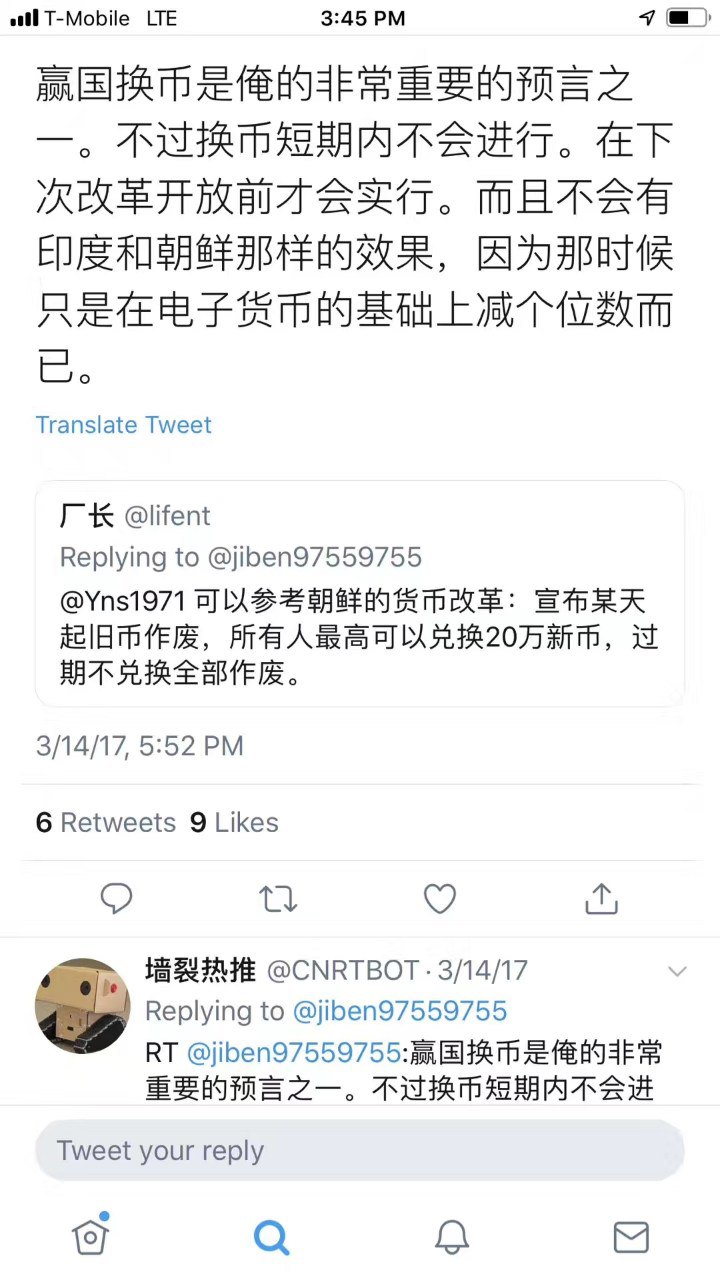 T-Mobile LTE 3:45 PM
赢国换币是俺的非常重要的预言之
一。不过换币短期内不会进行。在下
次改革开放前才会实行。而且不会有
印度和朝鲜那样的效果，因为那时候
只是在电子货币的基础上减个位数而
已。
Translate Tweet
厂长 @lifent
Replying to @jiben97559755
@Yns1971 可以参考朝鲜的货币改革：宣布某天
起旧币作废，所有人最高可以兑换20万新币，过
期不兑换全部作废。
3/14/17, 5:52 PM
6 Retweets 9 Likes
墙裂热推 @CNRTBOT · 3/14/17
Replying to @jiben97559755
RT @jiben97559755:赢国换币是俺的非常
重要的预言之一。不过换币短期内不会进
Tweet your reply